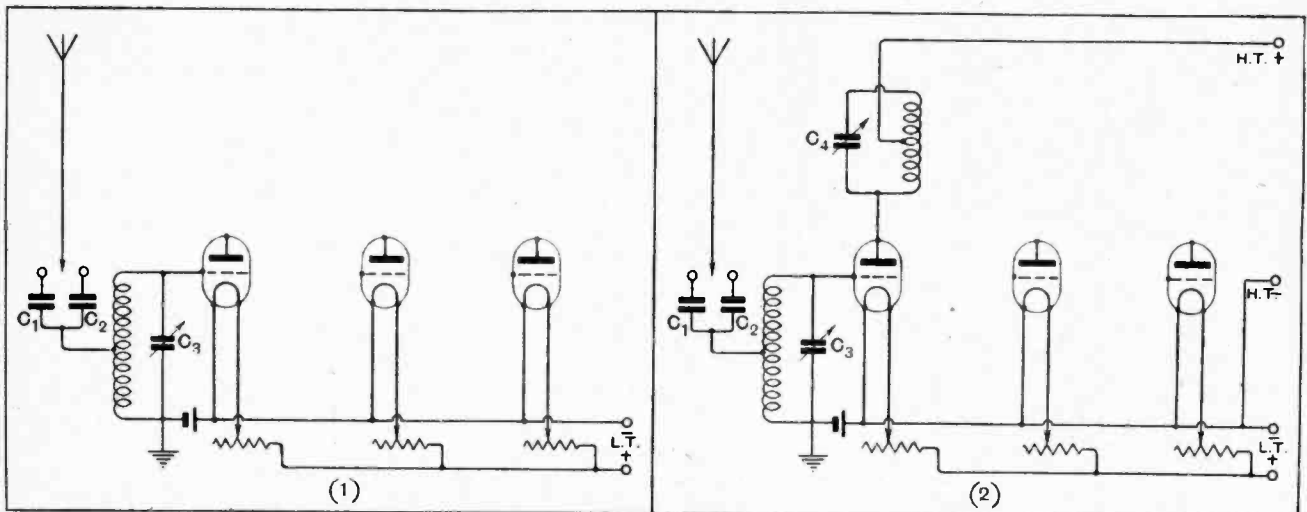 C1
C2
C3
L.T.
- +
(1)
H.T. +
C4
C1
C2
C3
H.T.-
L.T.
- +
(2)